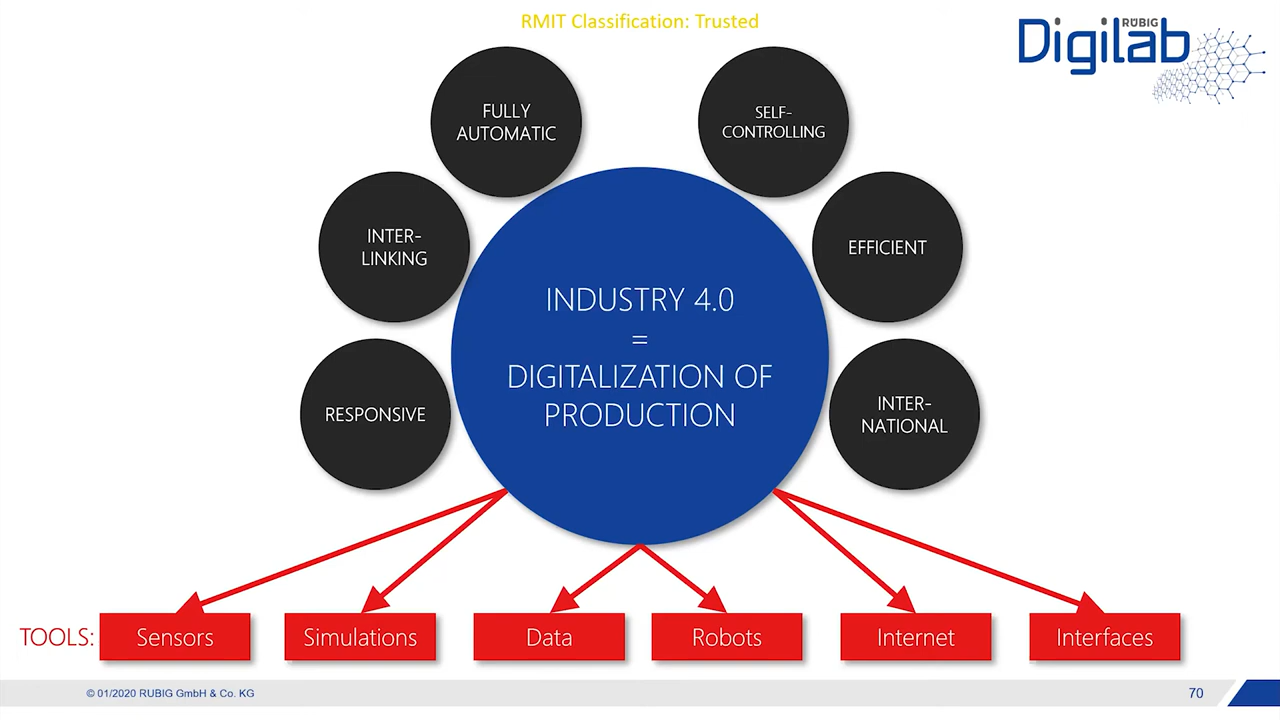 RMIT Classification: Trusted
RÜBIG
Digilab
FULLY
AUTOMATIC
SELF-
CONTROLLING
INTER-
LINKING
EFFICIENT
RESPONSIVE
INTER-
NATIONAL
INDUSTRY 4.0
=
DIGITALIZATION OF
PRODUCTION
TOOLS:
Sensors
Simulations
Data
Robots
Internet
Interfaces
© 01/2020 RUBIG GmbH & Co. KG
70